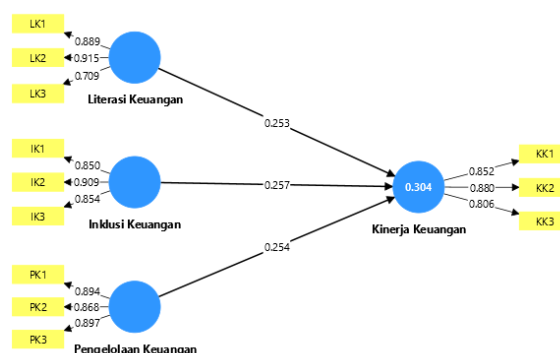 LK1
0.889
LK2
0.915
LK3
0.709
Literasi Keuangan
0.253
IK1
0.850
IK2
0.909
IK3
0.854
Inklusi Keuangan
0.257
PK1
0.894
PK2
0.868
PK3
0.897
Pengelolaan Keuangan
0.254
0.304
Kinerja Keuangan
0.852
KK1
0.880
KK2
0.806
KK3